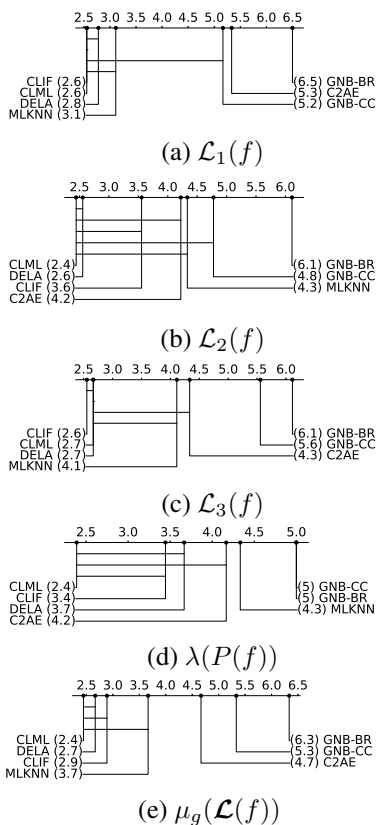 2.5 3.0 3.5 4.0 4.5 5.0 5.5 6.0 6.5
CLIF (2.6) (6.5) GNB-BR
CLML (2.6) (5.3) C2AE
DELA (2.8) (5.2) GNB-CC
MLKNN (3.1)
(a) 𝓛₁(f)
2.5 3.0 3.5 4.0 4.5 5.0 5.5 6.0
CLML (2.4) (6.1) GNB-BR
DELA (2.6) (4.8) GNB-CC
CLIF (3.6) (4.3) MLKNN
C2AE (4.2)
(b) 𝓛₂(f)
2.5 3.0 3.5 4.0 4.5 5.0 5.5 6.0
CLIF (2.6) (6.1) GNB-BR
CLML (2.7) (5.6) GNB-CC
DELA (2.7) (4.3) C2AE
MLKNN (4.1)
(c) 𝓛₃(f)
2.5 3.0 3.5 4.0 4.5 5.0
CLML (2.4) (5) GNB-CC
CLIF (3.4) (5) GNB-BR
DELA (3.7) (4.3) MLKNN
C2AE (4.2)
(d) λ(P(f))
2.5 3.0 3.5 4.0 4.5 5.0 5.5 6.0 6.5
CLML (2.4) (6.3) GNB-BR
DELA (2.7) (5.3) GNB-CC
CLIF (2.9) (4.7) C2AE
MLKNN (3.7)
(e) μg(𝓛(f))